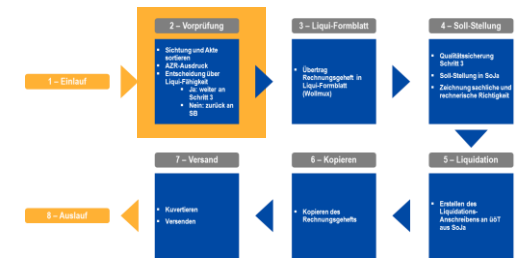 2 – Vorprüfung
3 – Liqui-Formblatt
4 – Soll-Stellung
1 – Einlauf
Sichtung und Akte
sortieren
AZR-Ausdruck
Entscheidung über
Liqui-Fähigkeit
Ja: weiter an
Schritt 3
Nein: zurück an
SB
Übertrag
Rechnungsgeheft in
Liqui-Formblatt
(Wollmux)
Qualitätssicherung
Schritt 3
Soll-Stellung in SoJa
Zeichnung sachliche und
rechnerische Richtigkeit
7 – Versand
6 – Kopieren
5 – Liquidation
8 – Auslauf
Kuvertieren
Versenden
Kopieren des
Rechnungsgehefts
Erstellen des
Liquidations-
Anschreibens an üöT
aus SoJa